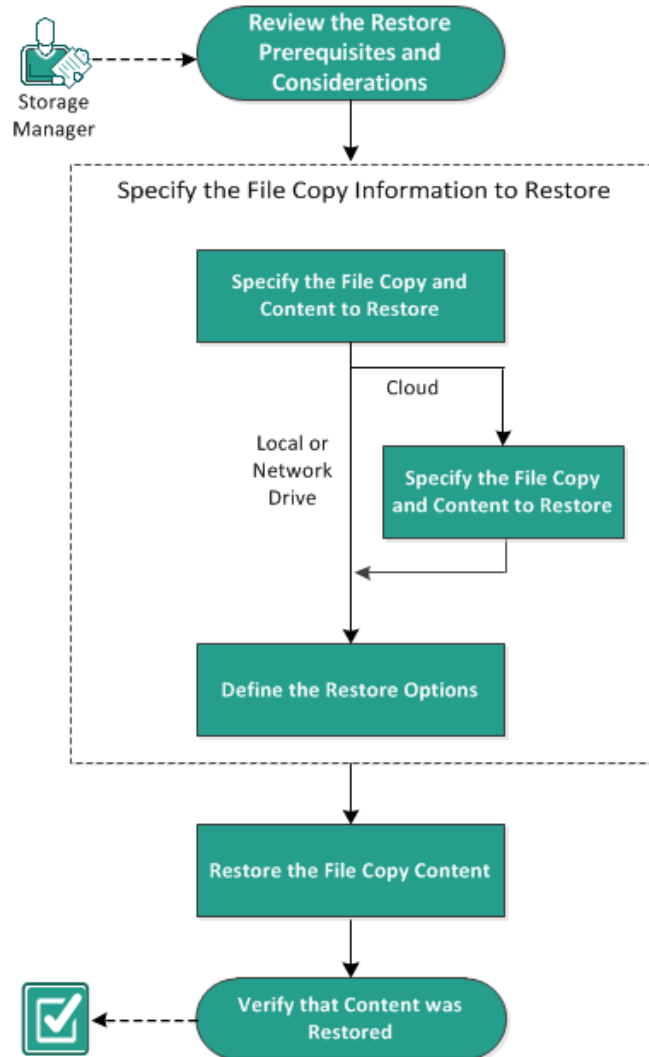 Review the Restore
Prerequisites and
Considerations
Storage
Manager
Specify the File Copy Information to Restore
Specify the File Copy and
Content to Restore
Cloud
Local or
Network
Drive
Specify the File Copy
and Content to Restore
Define the Restore Options
Restore the File Copy Content
Verify that Content was
Restored